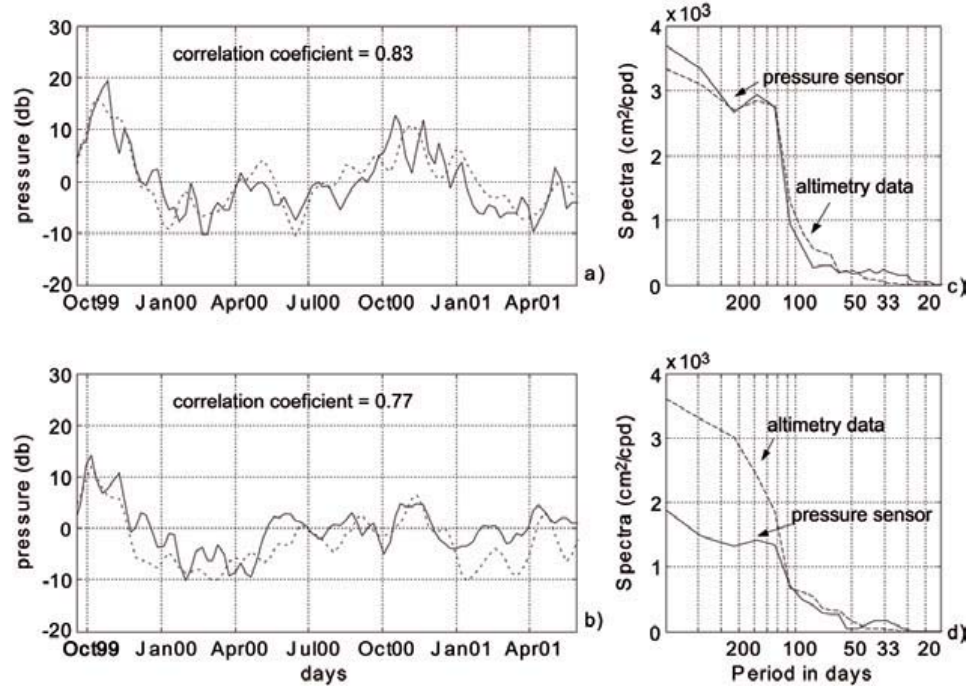 correlation coeficient = 0.83
pressure (db)
30
20
10
0
-10
-20
Oct99 Jan00 Apr00 Jul00 Oct00 Jan01 Apr01
a)
x 10³
pressure sensor
altimetry data
Spectra (cm²/cpd)
4
3
2
1
0
200 100 50 33 20
c)
correlation coeficient = 0.77
pressure (db)
30
20
10
0
-10
20
Oct99 Jan00 Apr00 Jul00 Oct00 Jan01 Apr01
days
b)
x 10³
altimetry data
pressure sensor
Spectra (cm²/cpd)
4
3
2
1
0
200 100 50 33 20
Period in days
d)